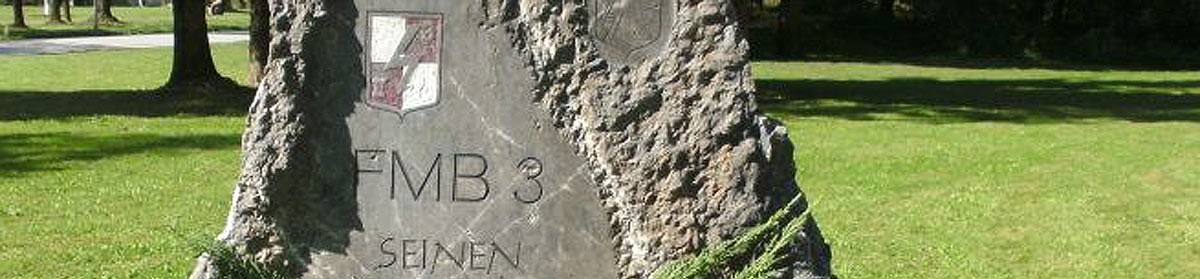 FMB 3
SEINEN